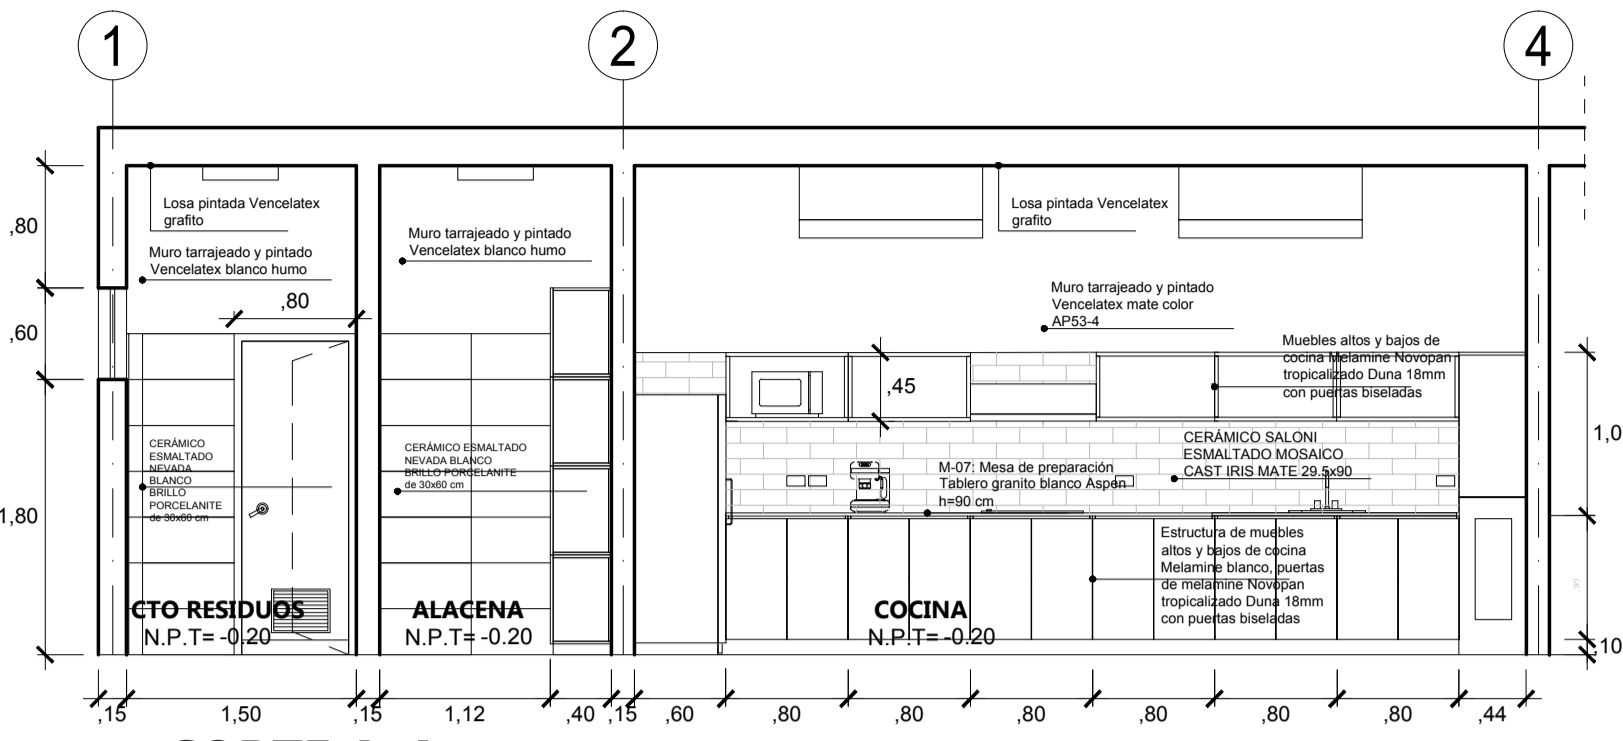 1
2
4
,80
,60
1,80
Losa pintada Vencelatex
grafito
Muro tarrajeado y pintado
Vencelatex blanco humo
,80
Muro tarrajeado y pintado
Vencelatex blanco humo
Losa pintada Vencelatex
grafito
Muro tarrajeado y pintado
Vencelatex mate color
AP53-4
Muebles altos y bajos de
cocina Melamine Novopan
tropicalizado Duna 18mm
con puertas biseladas
,45
CERÁMICO
ESMALTADO
NEVADA
BLANCO
BRILLO
PORCELANITE
de 30x60 cm
CERÁMICO ESMALTADO
NEVADA BLANCO
BRILLO PORCELANITE
de 30x60 cm
M-07: Mesa de preparación
Tablero granito blanco Aspen
h=90 cm
CERÁMICO SALONI
ESMALTADO MOSAICO
CAST IRIS MATE 29.5x90
1,0
Estructura de muebles
altos y bajos de cocina
Melamine blanco, puertas
de melamine Novopan
tropicalizado Duna 18mm
con puertas biseladas
,90
,10
CTO RESIDUOS
N.P.T= -0.20
ALACENA
N.P.T= -0.20
COCINA
N.P.T= -0.20
,15
1,50
,15
1,12
,40
,15
,60
,80
,80
,80
,80
,80
,80
,44